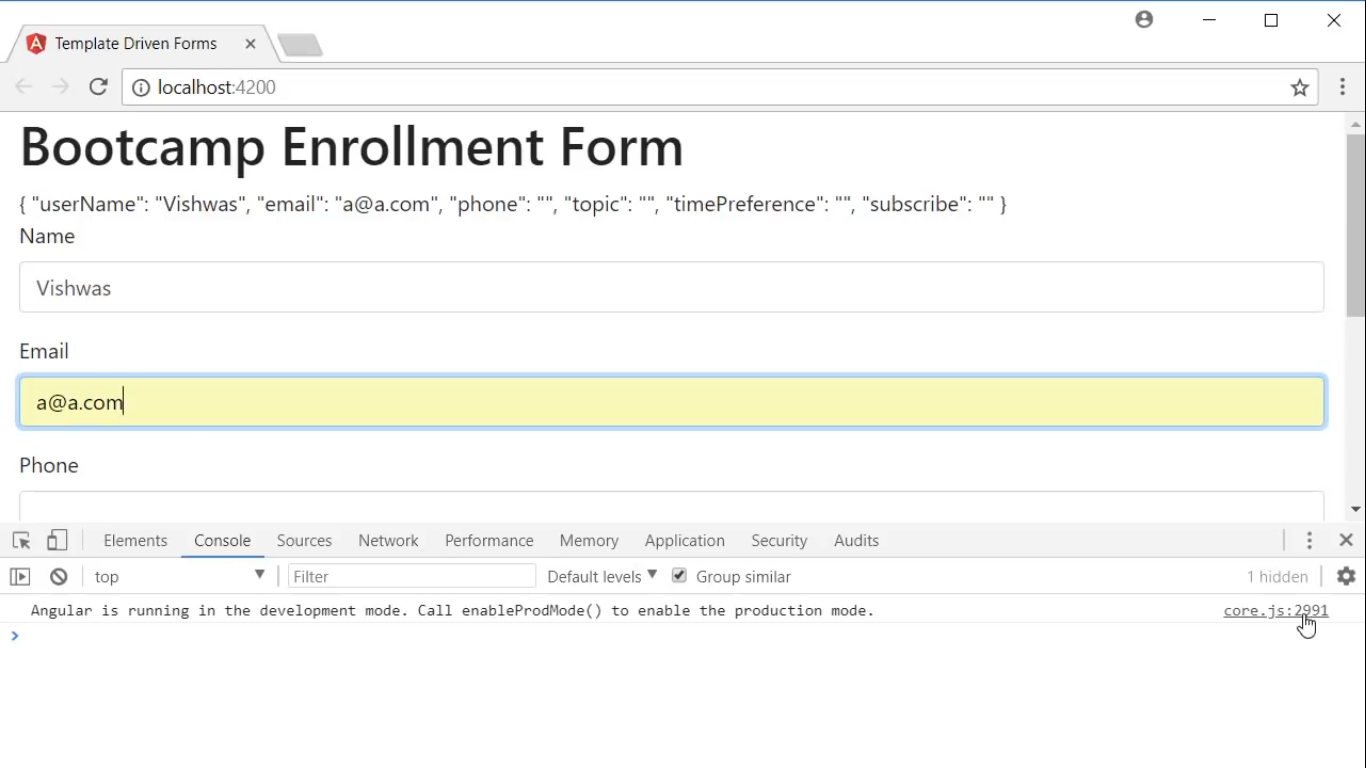 Template Driven Forms
localhost:4200
Bootcamp Enrollment Form
{ "userName": "Vishwas", "email": "a@a.com", "phone": "", "topic": "", "timePreference": "", "subscribe": "" }
Name
Vishwas
Email
a@a.com
Phone
Elements Console Sources Network Performance Memory Application Security Audits
top Filter Default levels Group similar 1 hidden
Angular is running in the development mode. Call enableProdMode() to enable the production mode. core.js:2991